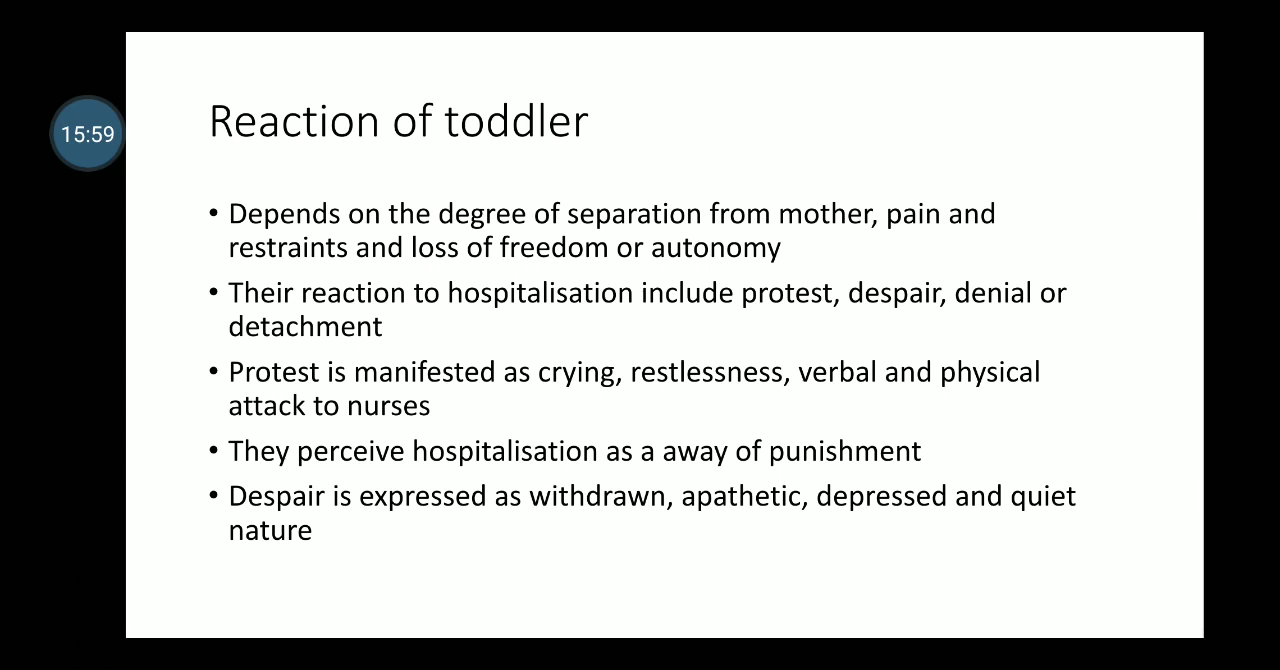 Reaction of toddler
15:59
• Depends on the degree of separation from mother, pain and
restraints and loss of freedom or autonomy
• Their reaction to hospitalisation include protest, despair, denial or
detachment
• Protest is manifested as crying, restlessness, verbal and physical
attack to nurses
• They perceive hospitalisation as a away of punishment
• Despair is expressed as withdrawn, apathetic, depressed and quiet
nature